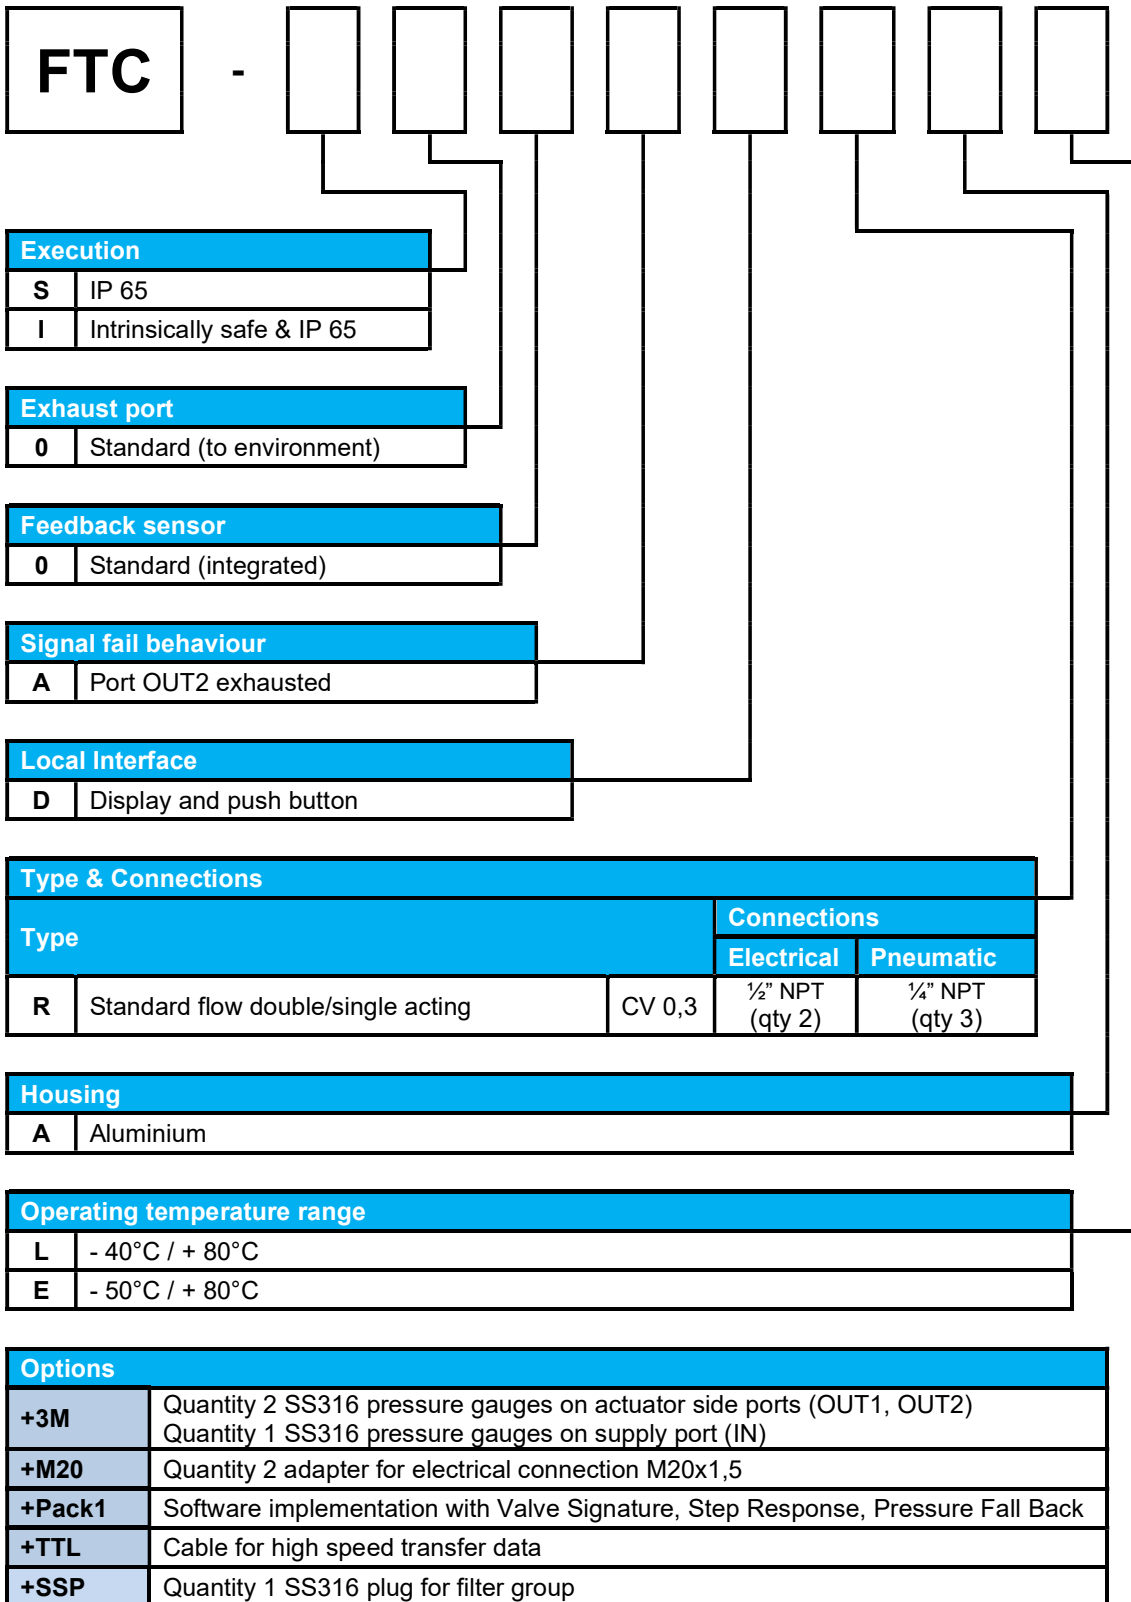 FTC -
Execution
S IP 65
I Intrinsically safe & IP 65
Exhaust port
0 Standard (to environment)
Feedback sensor
0 Standard (integrated)
Signal fail behaviour
A Port OUT2 exhausted
Local Interface
D Display and push button
Type & Connections
Type Connections
Electrical Pneumatic
R Standard flow double/single acting CV 0,3 ½” NPT (qty 2) ¼” NPT (qty 3)
Housing
A Aluminium
Operating temperature range
L - 40°C / + 80°C
E - 50°C / + 80°C
Options
+3M Quantity 2 SS316 pressure gauges on actuator side ports (OUT1, OUT2)
Quantity 1 SS316 pressure gauges on supply port (IN)
+M20 Quantity 2 adapter for electrical connection M20x1,5
+Pack1 Software implementation with Valve Signature, Step Response, Pressure Fall Back
+TTL Cable for high speed transfer data
+SSP Quantity 1 SS316 plug for filter group